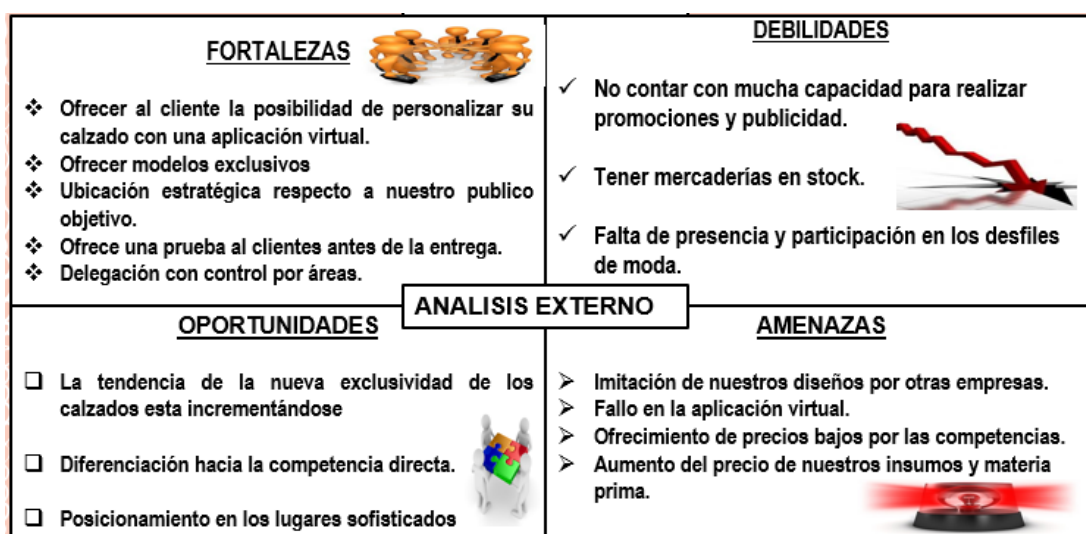 FORTALEZAS
❖ Ofrecer al cliente la posibilidad de personalizar su
calzado con una aplicación virtual.
❖ Ofrecer modelos exclusivos
❖ Ubicación estratégica respecto a nuestro publico
objetivo.
❖ Ofrece una prueba al clientes antes de la entrega.
❖ Delegación con control por áreas.
DEBILIDADES
✓ No contar con mucha capacidad para realizar
promociones y publicidad.
✓ Tener mercaderías en stock.
✓ Falta de presencia y participación en los desfiles
de moda.
ANALISIS EXTERNO
OPORTUNIDADES
❑ La tendencia de la nueva exclusividad de los
calzados esta incrementándose
❑ Diferenciación hacia la competencia directa.
❑ Posicionamiento en los lugares sofisticados
AMENAZAS
➢ Imitación de nuestros diseños por otras empresas.
➢ Fallo en la aplicación virtual.
➢ Ofrecimiento de precios bajos por las competencias.
➢ Aumento del precio de nuestros insumos y materia
prima.